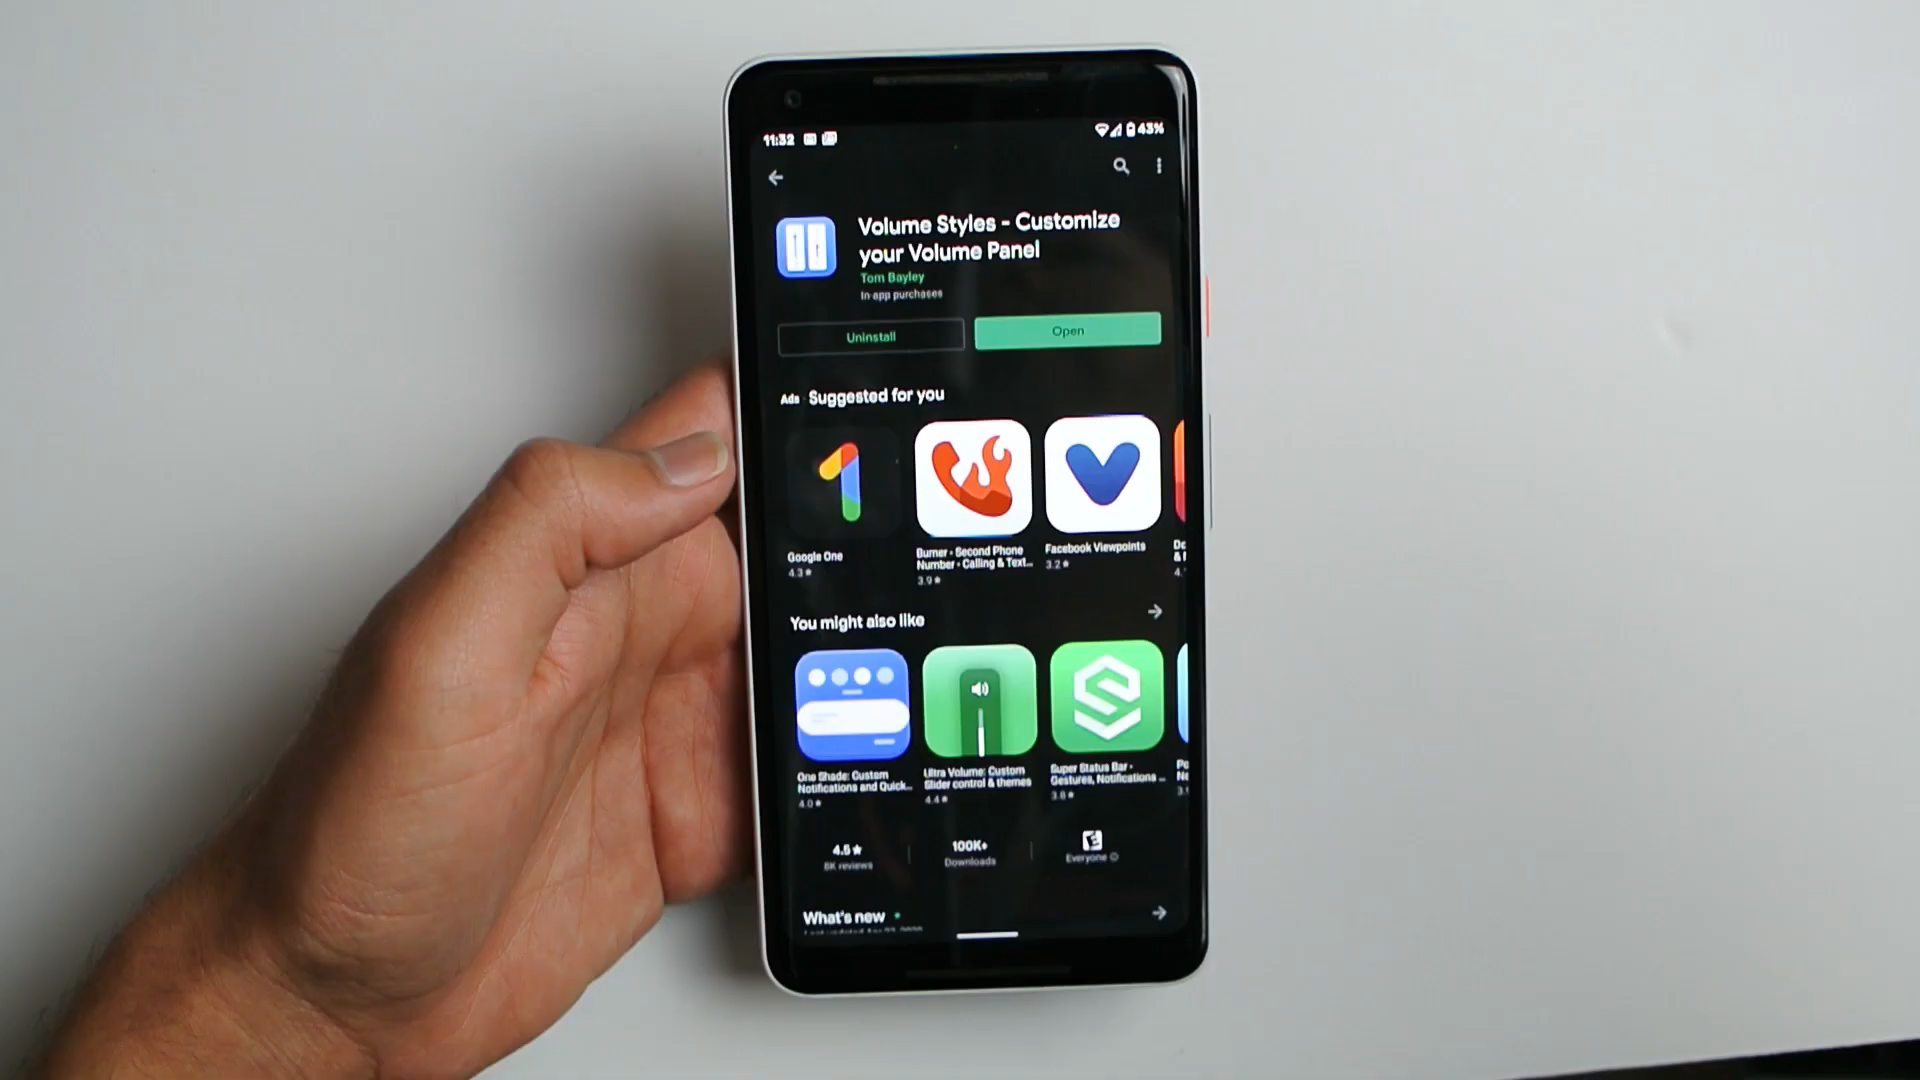 11:32
43%
Volume Styles - Customize
your Volume Panel
Tom Bayley
In-app purchases
Uninstall
Open
Ads · Suggested for you
Google One
4.3★
Burner - Second Phone
Number - Calling & Text...
3.9★
Facebook Viewpoints
3.2★
You might also like
One Shade: Custom
Notifications and Quick...
4.0★
Ultra Volume: Custom
Slider control & themes
4.4★
Super Status Bar -
Gestures, Notifications ...
3.8★
4.5★
6K reviews
100K+
Downloads
E
Everyone
What's new
Last updated